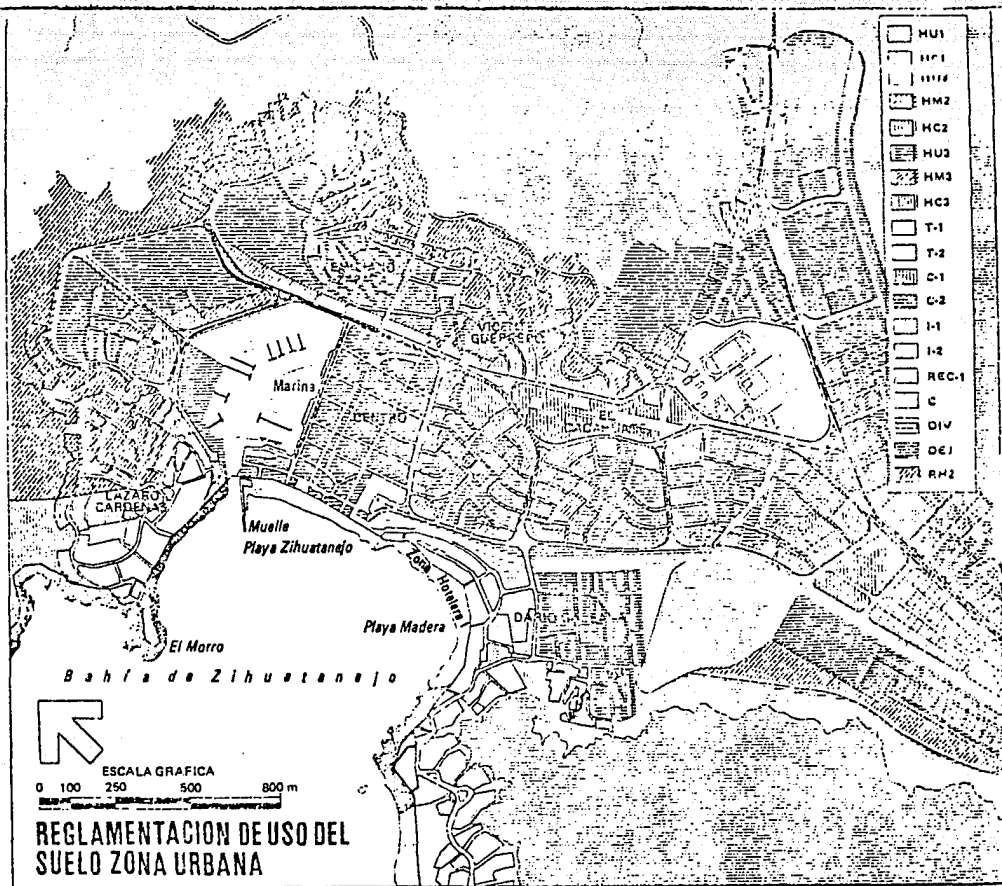 HU1
HM2
HC2
HU3
HM3
HC3
T-1
T-2
C-1
C-2
I-1
I-2
REC-1
C
DIV
RH2
VICENTE
GUERRERO
Marina
CENTRO
EL
LAZARO
CARDENAS
Muelle
Playa Zihuatanejo
Zona Hotelera
Playa Madera
El Morro
Bahía de Zihuatanejo
ESCALA GRAFICA
0 100 250 500 800 m
REGLAMENTACION DE USO DEL
SUELO ZONA URBANA